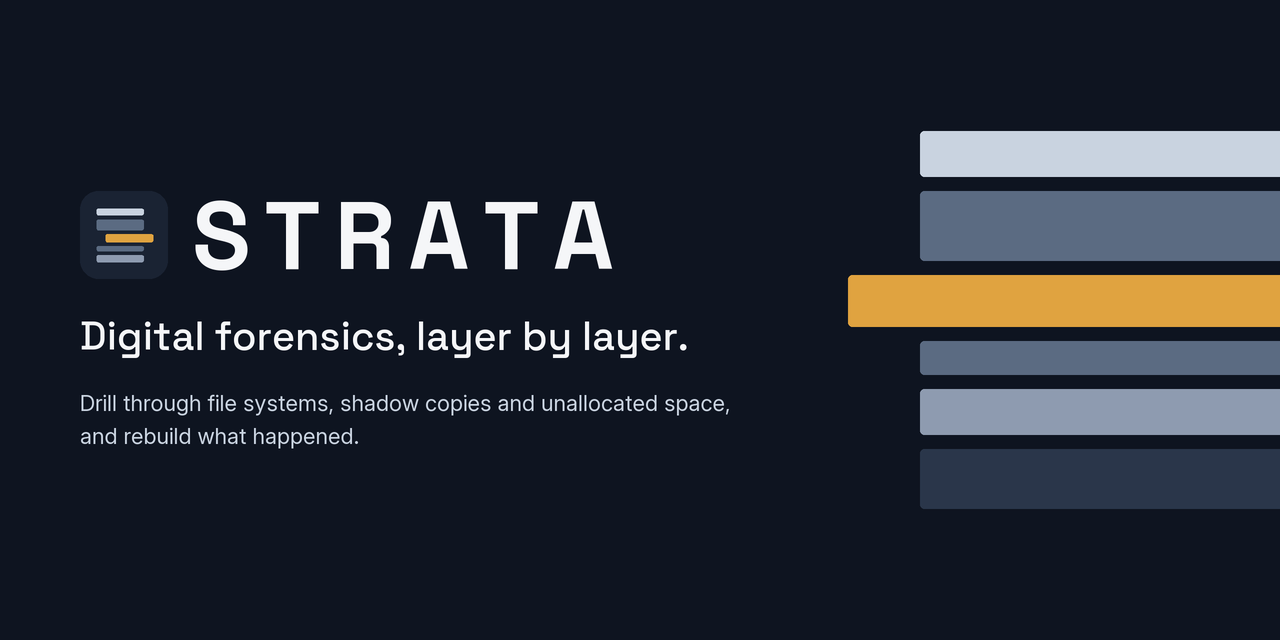 STRATA
Digital forensics, layer by layer.
Drill through file systems, shadow copies and unallocated space,
and rebuild what happened.